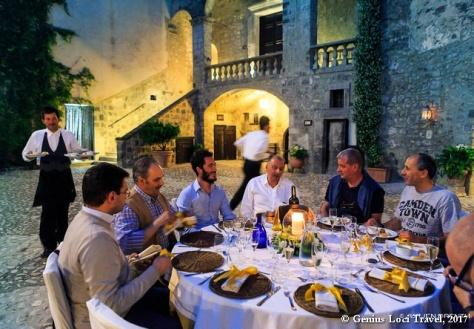 CAMDEN
TOWN
© Genius Loci Travel, 2017